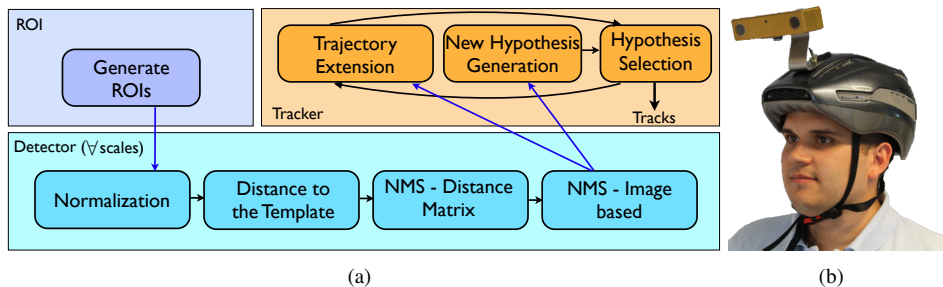 ROI
Generate
ROIs
Trajectory
Extension
New Hypothesis
Generation
Hypothesis
Selection
Tracker
Tracks
Detector (∀scales)
Normalization
Distance to
the Template
NMS - Distance
Matrix
NMS - Image
based
(a)
(b)